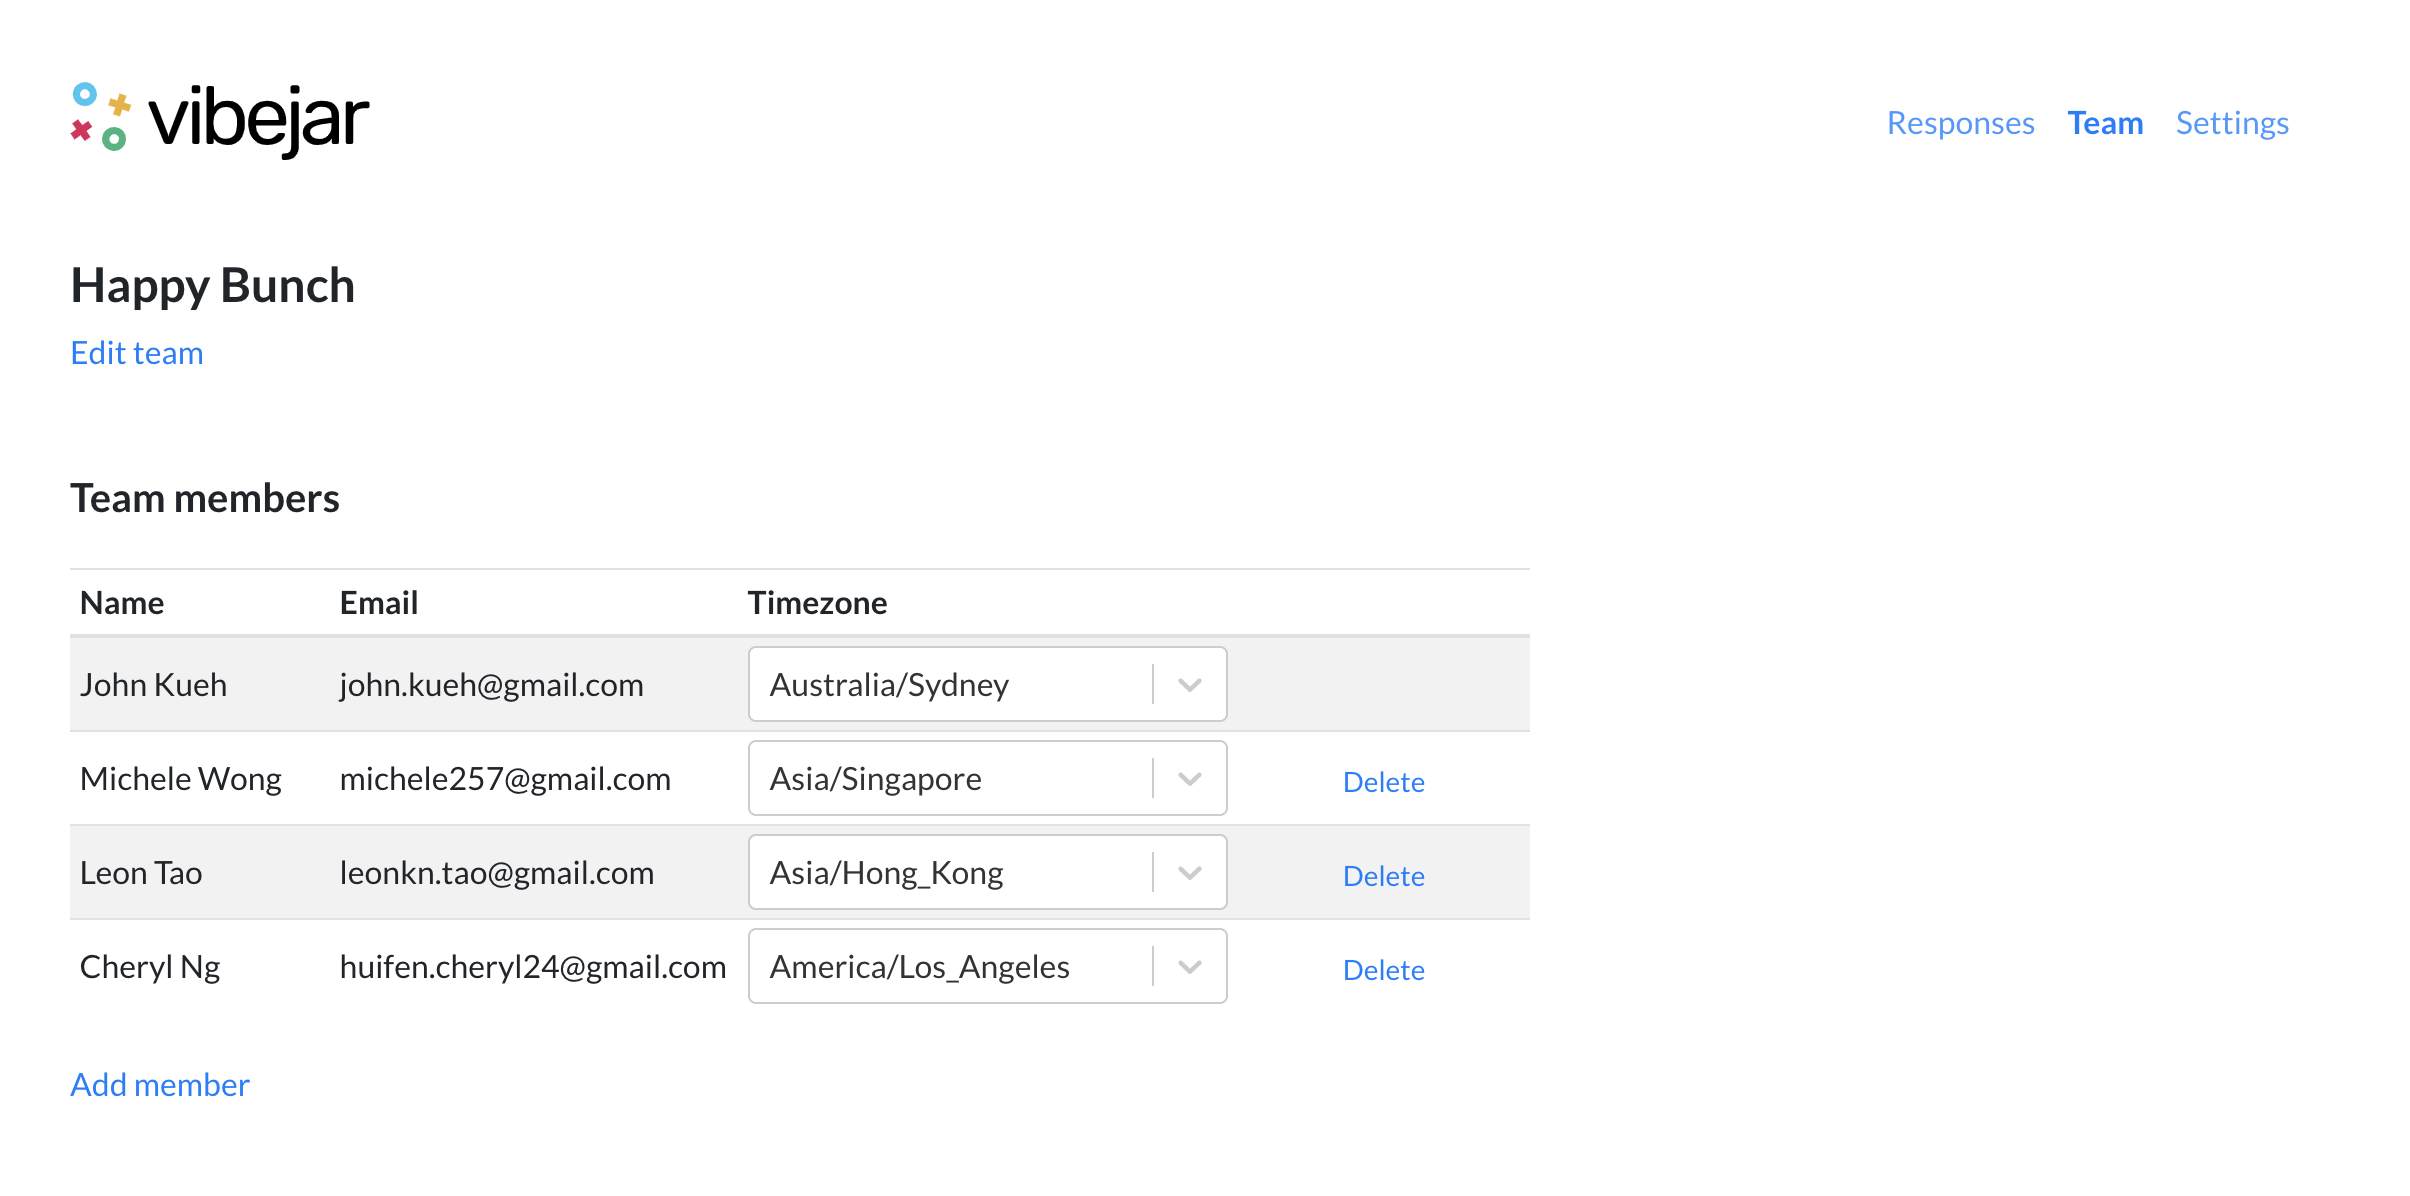 vibejar
Responses Team Settings
Happy Bunch
Edit team
Team members
Name Email Timezone
John Kueh john.kueh@gmail.com Australia/Sydney
Michele Wong michele257@gmail.com Asia/Singapore Delete
Leon Tao leonkn.tao@gmail.com Asia/Hong_Kong Delete
Cheryl Ng huifen.cheryl24@gmail.com America/Los_Angeles Delete
Add member